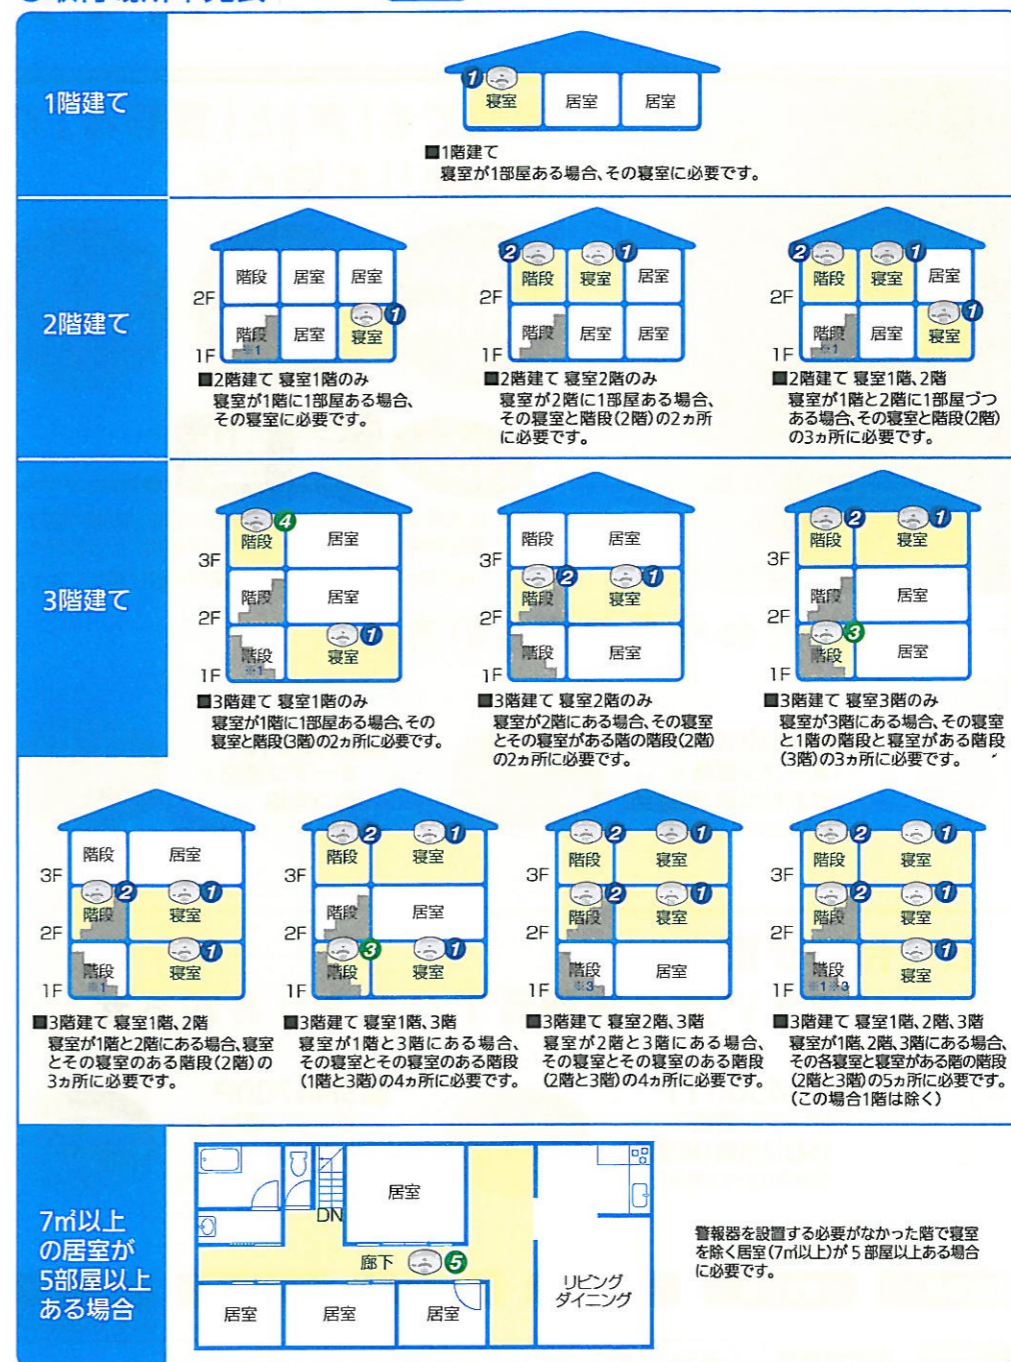 1階建て
1
寝室 居室 居室
■1階建て
寝室が1部屋ある場合、その寝室に必要です。
2階建て
階段 居室 居室
2F
1
階段 居室 寝室
※1
1F
■2階建て 寝室1階のみ
寝室が1階に1部屋ある場合、
その寝室に必要です。
2 1
階段 寝室 居室
2F
階段 居室 居室
1F
■2階建て 寝室2階のみ
寝室が2階に1部屋ある場合、
その寝室と階段(2階)の2ヵ所
に必要です。
2 1
階段 寝室 居室
2F
1
階段 居室 寝室
※1
1F
■2階建て 寝室1階、2階
寝室が1階と2階に1部屋づつ
ある場合、その寝室と階段(2階)
の3ヵ所に必要です。
3階建て
4
階段 居室
3F
階段 居室
2F
1
階段 寝室
※1
1F
■3階建て 寝室1階のみ
寝室が1階に1部屋ある場合、その
寝室と階段(3階)の2ヵ所に必要です。
階段 居室
3F
2 1
階段 寝室
2F
階段 居室
1F
■3階建て 寝室2階のみ
寝室が2階にある場合、その寝室
とその寝室がある階の階段(2階)
の2ヵ所に必要です。
2 1
階段 寝室
3F
階段 居室
2F
3
階段 居室
1F
■3階建て 寝室3階のみ
寝室が3階にある場合、その寝室
と1階の階段と寝室がある階段
(3階)の3ヵ所に必要です。
階段 居室
3F
2 1
階段 寝室
2F
1
階段 寝室
※1
1F
■3階建て 寝室1階、2階
寝室が1階と2階にある場合、寝室
とその寝室のある階段(2階)の
3ヵ所に必要です。
2 1
階段 寝室
3F
階段 居室
2F
3 1
階段 寝室
1F
■3階建て 寝室1階、3階
寝室が1階と3階にある場合、
その寝室とその寝室のある階段
(1階と3階)の4ヵ所に必要です。
2 1
階段 寝室
3F
2 1
階段 寝室
2F
階段 居室
※3
1F
■3階建て 寝室2階、3階
寝室が2階と3階にある場合、
その寝室とその寝室のある階段
(2階と3階)の4ヵ所に必要です。
2 1
階段 寝室
3F
2 1
階段 寝室
2F
1
階段 寝室
※1※3
1F
■3階建て 寝室1階、2階、3階
寝室が1階、2階、3階にある場合、
その各寝室と寝室がある階の階段
(2階と3階)の5ヵ所に必要です。
(この場合1階は除く)
7㎡以上
の居室が
5部屋以上
ある場合
居室
DN
廊下 5
リビング
ダイニング
居室 居室 居室
警報器を設置する必要がなかった階で寝室
を除く居室(7㎡以上)が5部屋以上ある場合
に必要です。